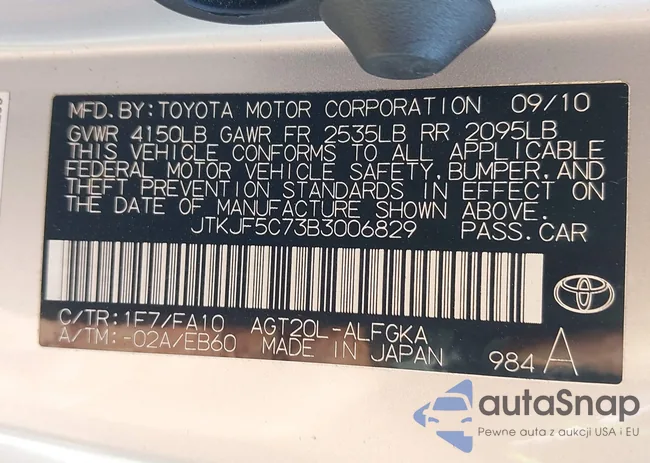 MFD.BY:TOYOTA MOTOR CORPORATION 09/10
GVWR 4150LB GAWR FR 2535LB RR 2095LB
THIS VEHICLE CONFORMS TO ALL APPLICABLE
FEDERAL MOTOR VEHICLE SAFETY,BUMPER,AND
THEFT PREVENTION STANDARDS IN EFFECT ON
THE DATE OF MANUFACTURE SHOWN ABOVE.
JTKJF5C73B3006829 PASS.CAR
C/TR:1F7/FA10 AGT20L-ALFGKA
A/TM:-02A/EB60 MADE IN JAPAN 984 A
autaSnap
Pewne auta z aukcji USA i EU